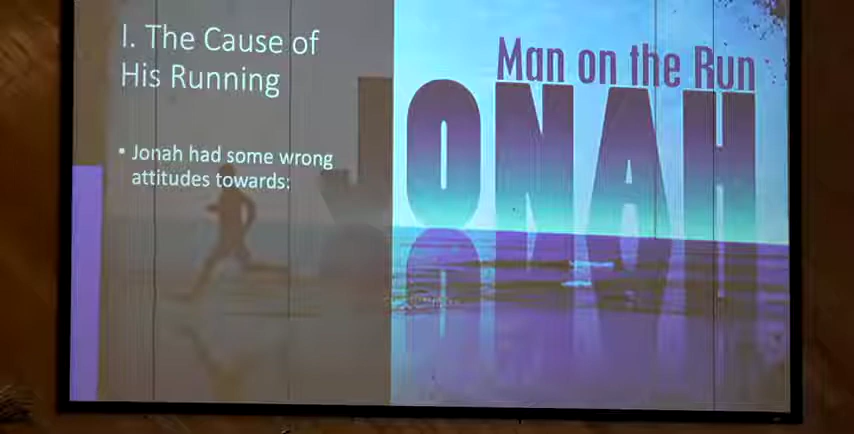 I. The Cause of
His Running
• Jonah had some wrong
attitudes towards:
Man on the Run
JONAH